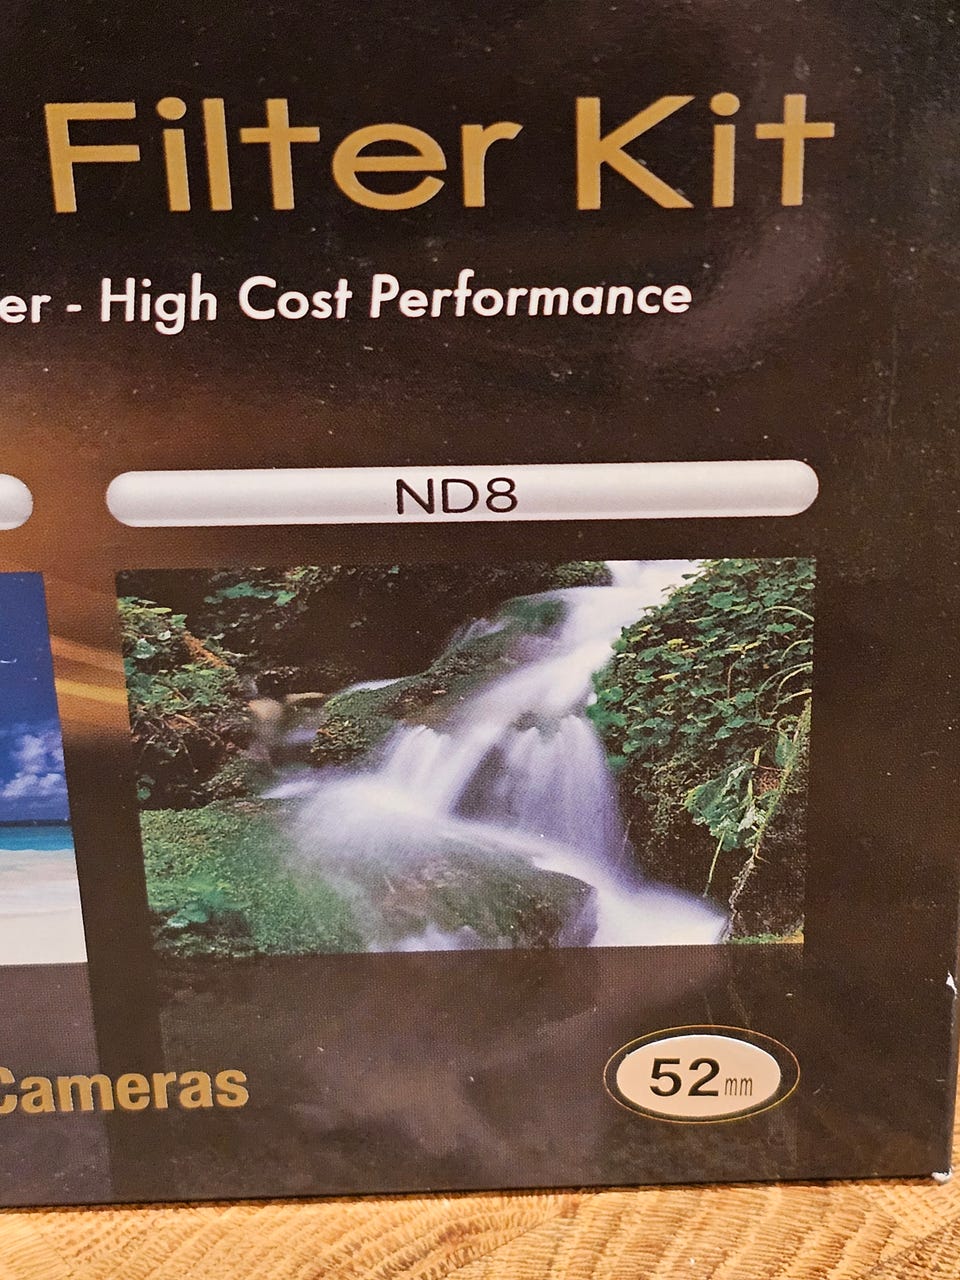 Filter Kit
er - High Cost Performance
ND8
Cameras
52mm